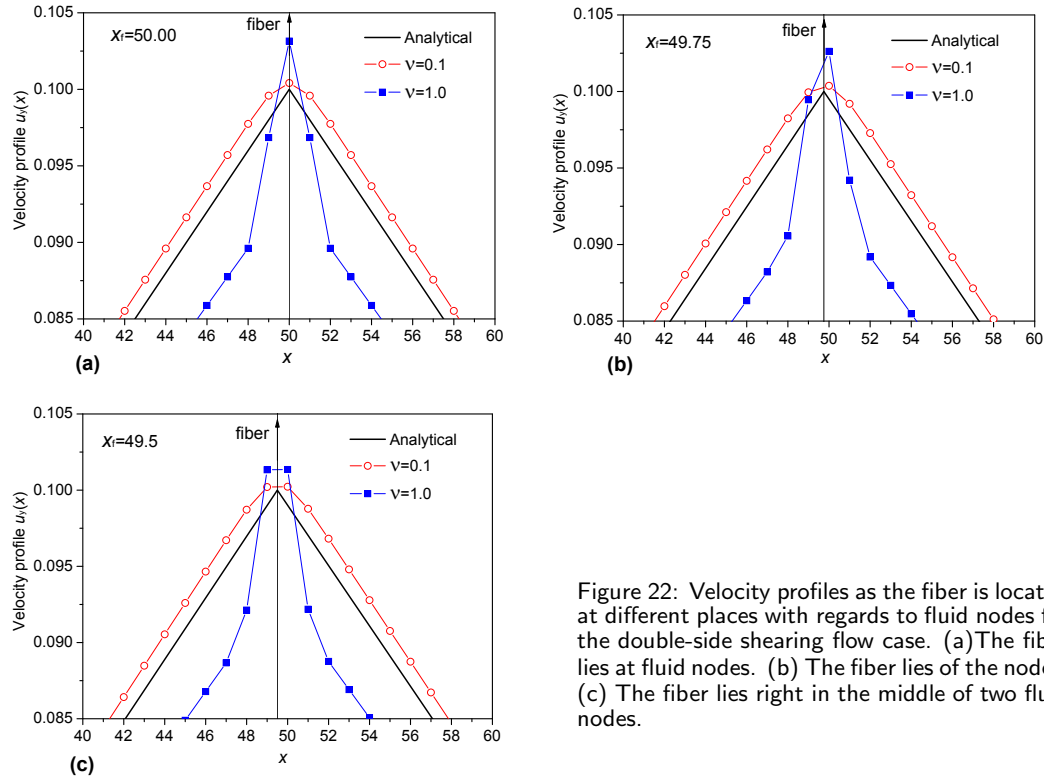 0.105
0.100
0.095
0.090
0.085
Velocity profile uy(x)
xf=50.00
fiber
Analytical
ν=0.1
ν=1.0
40 42 44 46 48 50 52 54 56 58 60
x
(a)
0.105
0.100
0.095
0.090
0.085
Velocity profile uy(x)
xf=49.75
fiber
Analytical
ν=0.1
ν=1.0
40 42 44 46 48 50 52 54 56 58 60
x
(b)
0.105
0.100
0.095
0.090
0.085
Velocity profile uy(x)
xf=49.5
fiber
Analytical
ν=0.1
ν=1.0
40 42 44 46 48 50 52 54 56 58 60
x
(c)
Figure 22: Velocity profiles as the fiber is locat
at different places with regards to fluid nodes f
the double-side shearing flow case. (a)The fib
lies at fluid nodes. (b) The fiber lies of the node
(c) The fiber lies right in the middle of two flu
nodes.